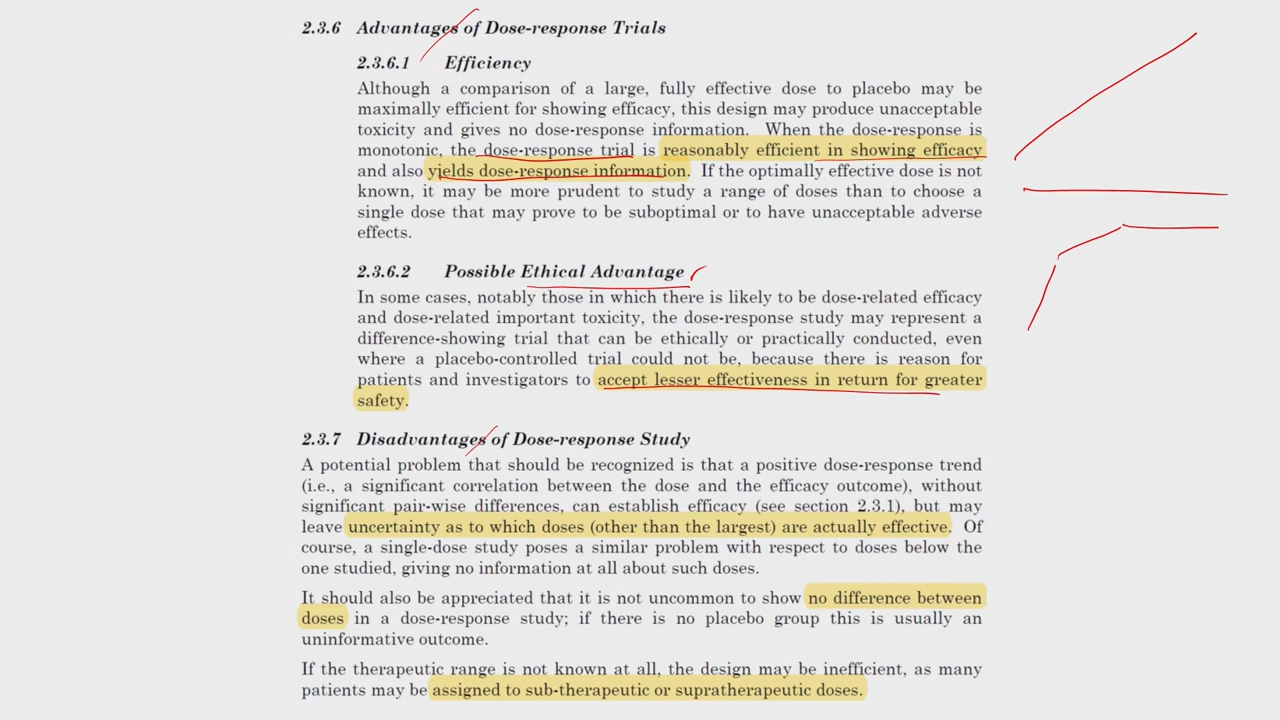 2.3.6 Advantages of Dose-response Trials
2.3.6.1 Efficiency
Although a comparison of a large, fully effective dose to placebo may be
maximally efficient for showing efficacy, this design may produce unacceptable
toxicity and gives no dose-response information. When the dose-response is
monotonic, the dose-response trial is reasonably efficient in showing efficacy
and also yields dose-response information. If the optimally effective dose is not
known, it may be more prudent to study a range of doses than to choose a
single dose that may prove to be suboptimal or to have unacceptable adverse
effects.
2.3.6.2 Possible Ethical Advantage
In some cases, notably those in which there is likely to be dose-related efficacy
and dose-related important toxicity, the dose-response study may represent a
difference-showing trial that can be ethically or practically conducted, even
where a placebo-controlled trial could not be, because there is reason for
patients and investigators to accept lesser effectiveness in return for greater
safety.
2.3.7 Disadvantages of Dose-response Study
A potential problem that should be recognized is that a positive dose-response trend
(i.e., a significant correlation between the dose and the efficacy outcome), without
significant pair-wise differences, can establish efficacy (see section 2.3.1), but may
leave uncertainty as to which doses (other than the largest) are actually effective. Of
course, a single-dose study poses a similar problem with respect to doses below the
one studied, giving no information at all about such doses.
It should also be appreciated that it is not uncommon to show no difference between
doses in a dose-response study; if there is no placebo group this is usually an
uninformative outcome.
If the therapeutic range is not known at all, the design may be inefficient, as many
patients may be assigned to sub-therapeutic or supratherapeutic doses.